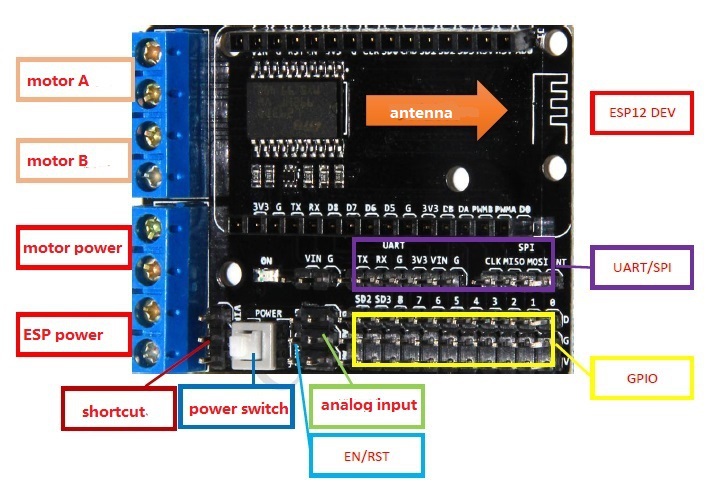 motor A
motor B
motor power
ESP power
shortcut
power switch
analog input
EN/RST
GPIO
UART/SPI
ESP12 DEV
antenna
3V3 G TX RX D8 D7 D6 D5 G 3V3 DB DA PWMB PWMA D0
UART
SPI
ON
VIN G
TX RX G 3V3 VIN G
CLK MISO MOSI
SD2 SD3 8 7 6 5 4 3 2 1 0
POWER
D
G
V